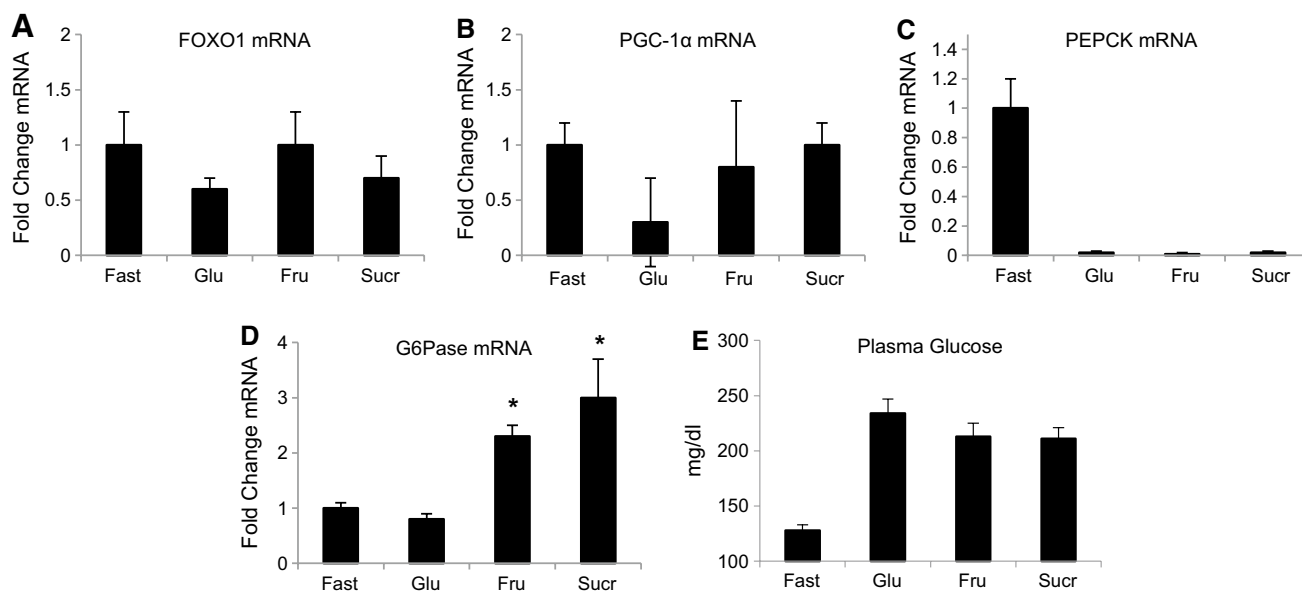 A
FOXO1 mRNA
Fold Change mRNA
2
1.5
1
0.5
0
Fast Glu Fru Sucr
B
PGC-1α mRNA
Fold Change mRNA
2
1.5
1
0.5
0
Fast Glu Fru Sucr
C
PEPCK mRNA
Fold Change mRNA
1.4
1.2
1
0.8
0.6
0.4
0.2
0
Fast Glu Fru Sucr
D
G6Pase mRNA
Fold Change mRNA
4
3
2
1
0
*
*
Fast Glu Fru Sucr
E
Plasma Glucose
mg/dl
300
250
200
150
100
Fast Glu Fru Sucr